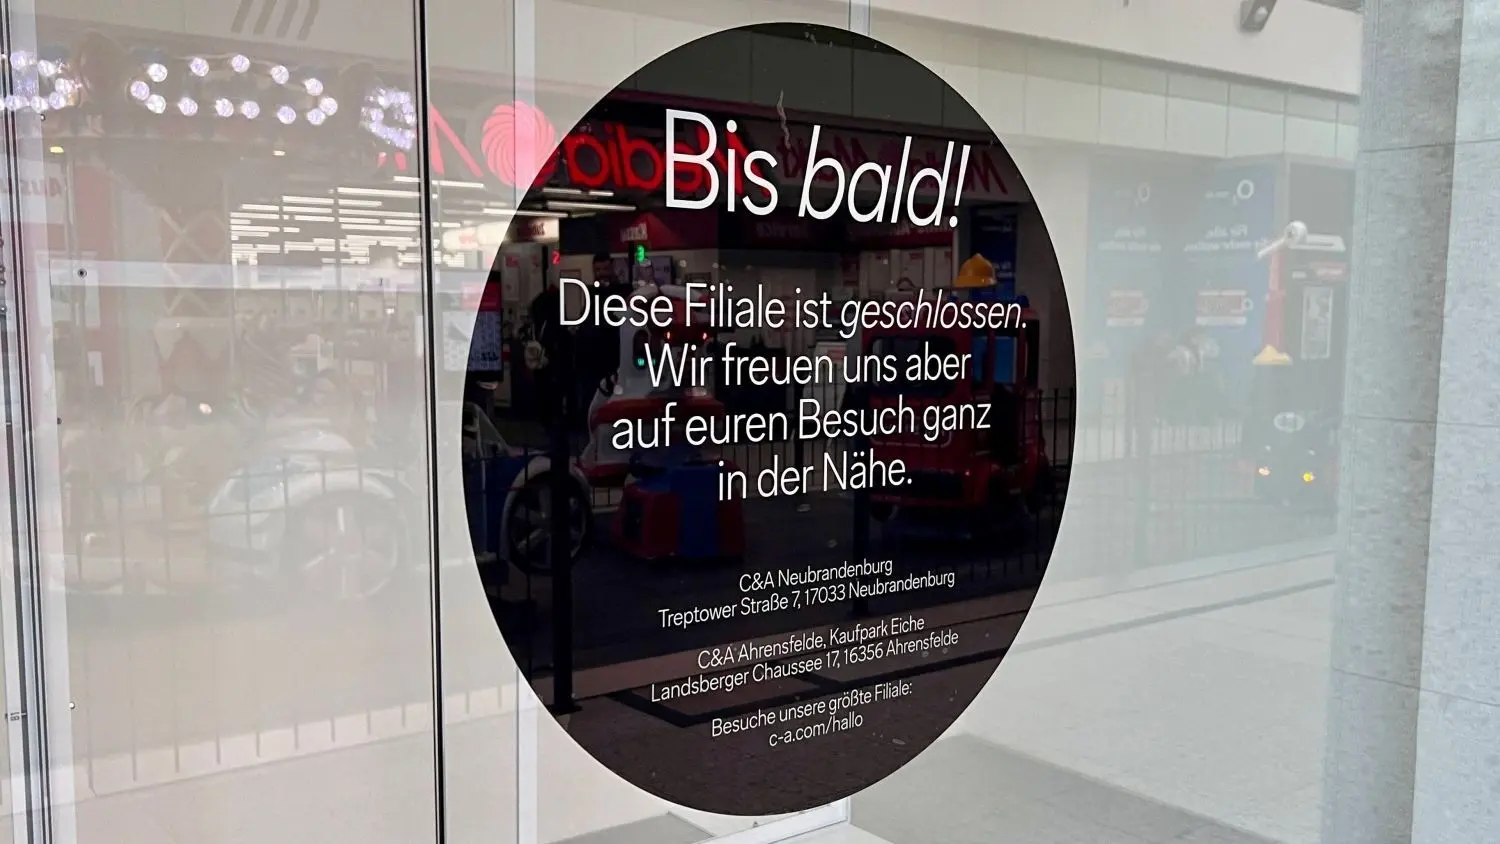 Bis bald!
Diese Filiale ist geschlossen.
Wir freuen uns aber
auf euren Besuch ganz
in der Nähe.
C&A Neubrandenburg
Treptower Straße 7, 17033 Neubrandenburg
C&A Ahrensfelde, Kaufpark Eiche
Landsberger Chaussee 17, 16356 Ahrensfelde
Besuche unsere größte Filiale:
c-a.com/hallo